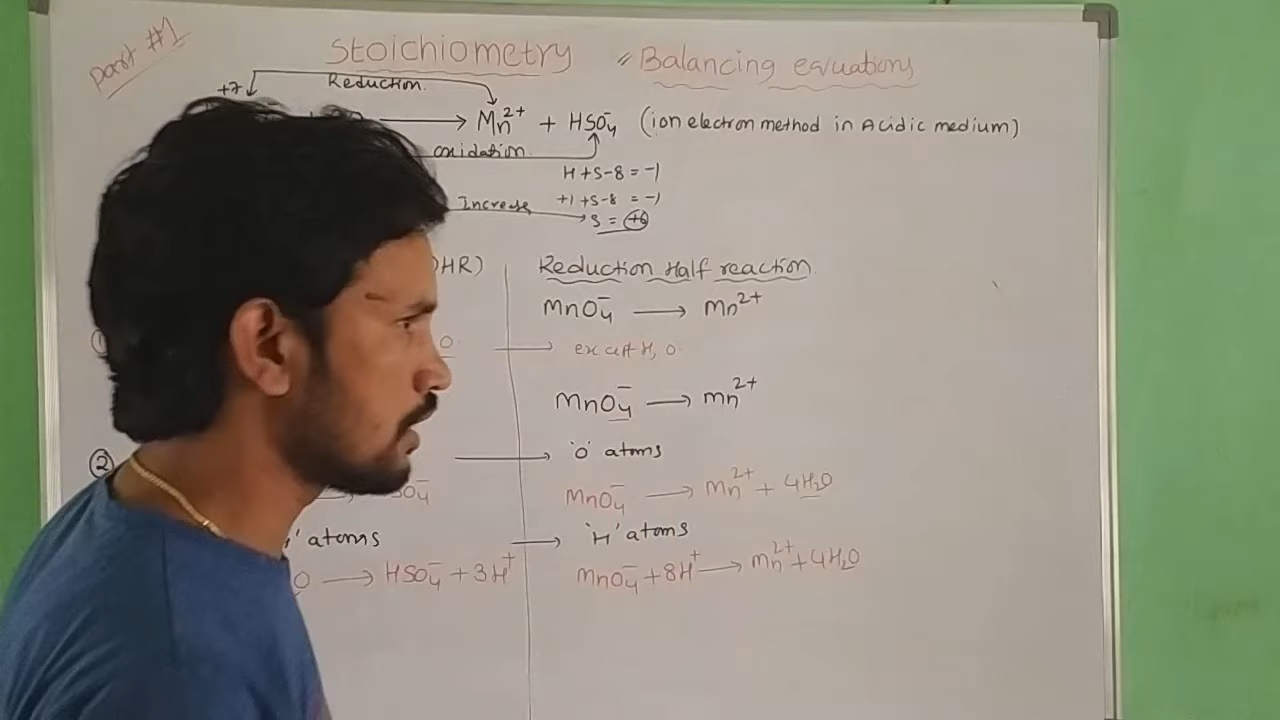 Part #1
Stoichiometry "Balancing equations
+7 Reduction
⟶ Mn²⁺ + HSO₄⁻ (ion electron method in Acidic medium)
oxidation
H+S-8 = -1
+1+S-8 = -1
Increase S = +6
HR) Reduction Half reaction
MnO₄⁻ ⟶ Mn²⁺
O ⟶ except H, O
MnO₄⁻ ⟶ Mn²⁺
② ⟶ 'O' atoms
SO₄⁻ MnO₄⁻ ⟶ Mn²⁺ + 4H₂O
'H' atoms ⟶ 'H' atoms
O ⟶ HSO₄⁻ + 3H⁺ MnO₄⁻ + 8H⁺ ⟶ Mn²⁺ + 4H₂O